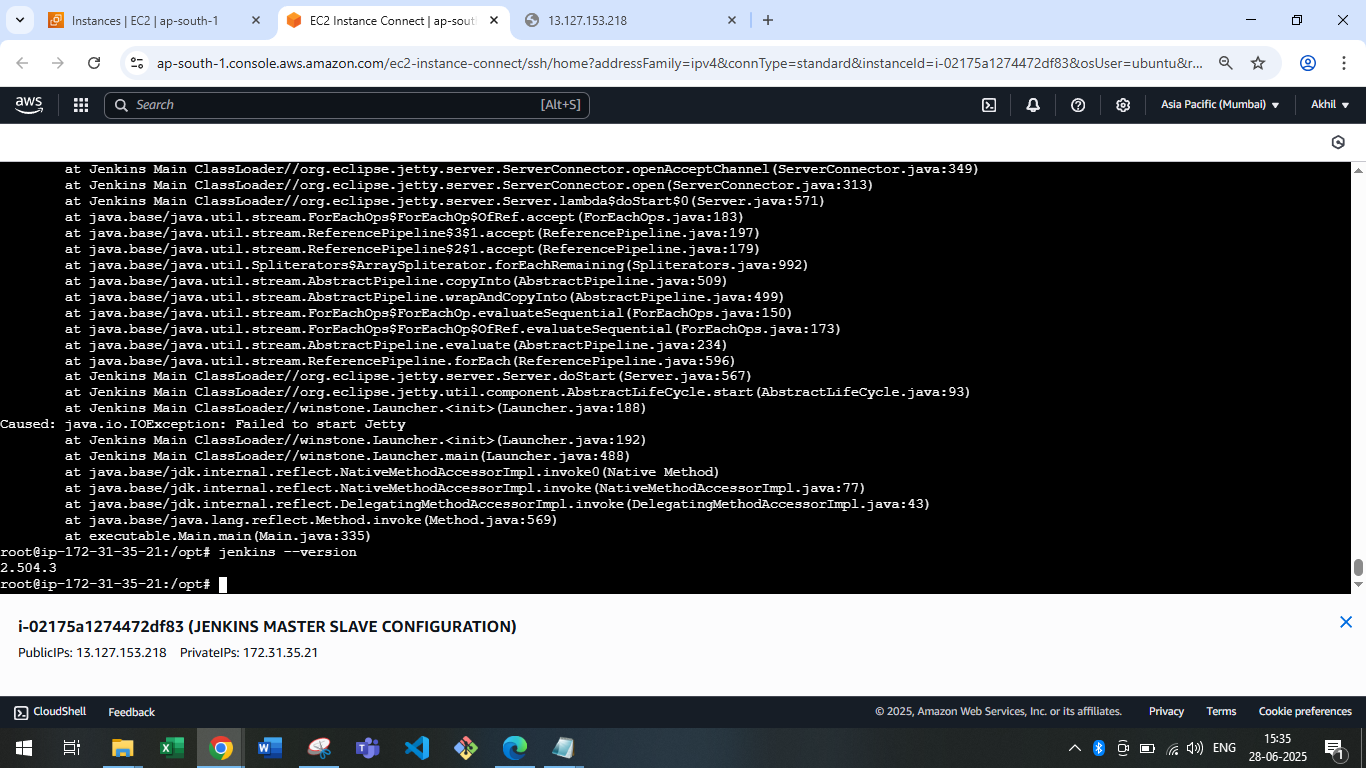 Instances | EC2 | ap-south-1
EC2 Instance Connect | ap-sout
13.127.153.218
ap-south-1.console.aws.amazon.com/ec2-instance-connect/ssh/home?addressFamily=ipv4&connType=standard&instanceId=i-02175a1274472df83&osUser=ubuntu&r...
aws
Search
[Alt+S]
Asia Pacific (Mumbai)
Akhil
at Jenkins Main ClassLoader//org.eclipse.jetty.server.ServerConnector.openAcceptChannel(ServerConnector.java:349)
at Jenkins Main ClassLoader//org.eclipse.jetty.server.ServerConnector.open(ServerConnector.java:313)
at Jenkins Main ClassLoader//org.eclipse.jetty.server.Server.lambda$doStart$0(Server.java:571)
at java.base/java.util.stream.ForEachOps$ForEachOp$OfRef.accept(ForEachOps.java:183)
at java.base/java.util.stream.ReferencePipeline$3$1.accept(ReferencePipeline.java:197)
at java.base/java.util.stream.ReferencePipeline$2$1.accept(ReferencePipeline.java:179)
at java.base/java.util.Spliterators$ArraySpliterator.forEachRemaining(Spliterators.java:992)
at java.base/java.util.stream.AbstractPipeline.copyInto(AbstractPipeline.java:509)
at java.base/java.util.stream.AbstractPipeline.wrapAndCopyInto(AbstractPipeline.java:499)
at java.base/java.util.stream.ForEachOps$ForEachOp.evaluateSequential(ForEachOps.java:150)
at java.base/java.util.stream.ForEachOps$ForEachOp$OfRef.evaluateSequential(ForEachOps.java:173)
at java.base/java.util.stream.AbstractPipeline.evaluate(AbstractPipeline.java:234)
at java.base/java.util.stream.ReferencePipeline.forEach(ReferencePipeline.java:596)
at Jenkins Main ClassLoader//org.eclipse.jetty.server.Server.doStart(Server.java:567)
at Jenkins Main ClassLoader//org.eclipse.jetty.util.component.AbstractLifeCycle.start(AbstractLifeCycle.java:93)
at Jenkins Main ClassLoader//winstone.Launcher.<init>(Launcher.java:188)
Caused: java.io.IOException: Failed to start Jetty
at Jenkins Main ClassLoader//winstone.Launcher.<init>(Launcher.java:192)
at Jenkins Main ClassLoader//winstone.Launcher.main(Launcher.java:488)
at java.base/jdk.internal.reflect.NativeMethodAccessorImpl.invoke0(Native Method)
at java.base/jdk.internal.reflect.NativeMethodAccessorImpl.invoke(NativeMethodAccessorImpl.java:77)
at java.base/jdk.internal.reflect.DelegatingMethodAccessorImpl.invoke(DelegatingMethodAccessorImpl.java:43)
at java.base/java.lang.reflect.Method.invoke(Method.java:569)
at executable.Main.main(Main.java:335)
root@ip-172-31-35-21:/opt# jenkins --version
2.504.3
root@ip-172-31-35-21:/opt#
i-02175a1274472df83 (JENKINS MASTER SLAVE CONFIGURATION)
PublicIPs: 13.127.153.218 PrivateIPs: 172.31.35.21
CloudShell
Feedback
© 2025, Amazon Web Services, Inc. or its affiliates.
Privacy
Terms
Cookie preferences
ENG
15:35
28-06-2025
1